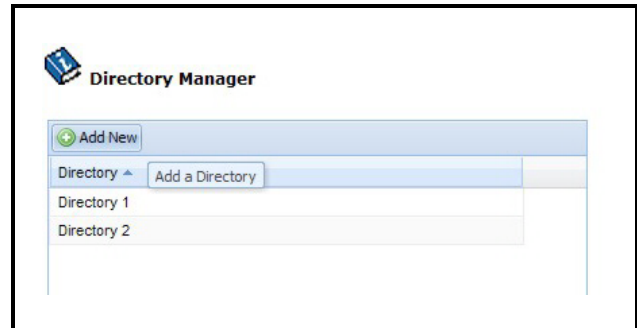 Directory Manager
Add New
Directory
Add a Directory
Directory 1
Directory 2